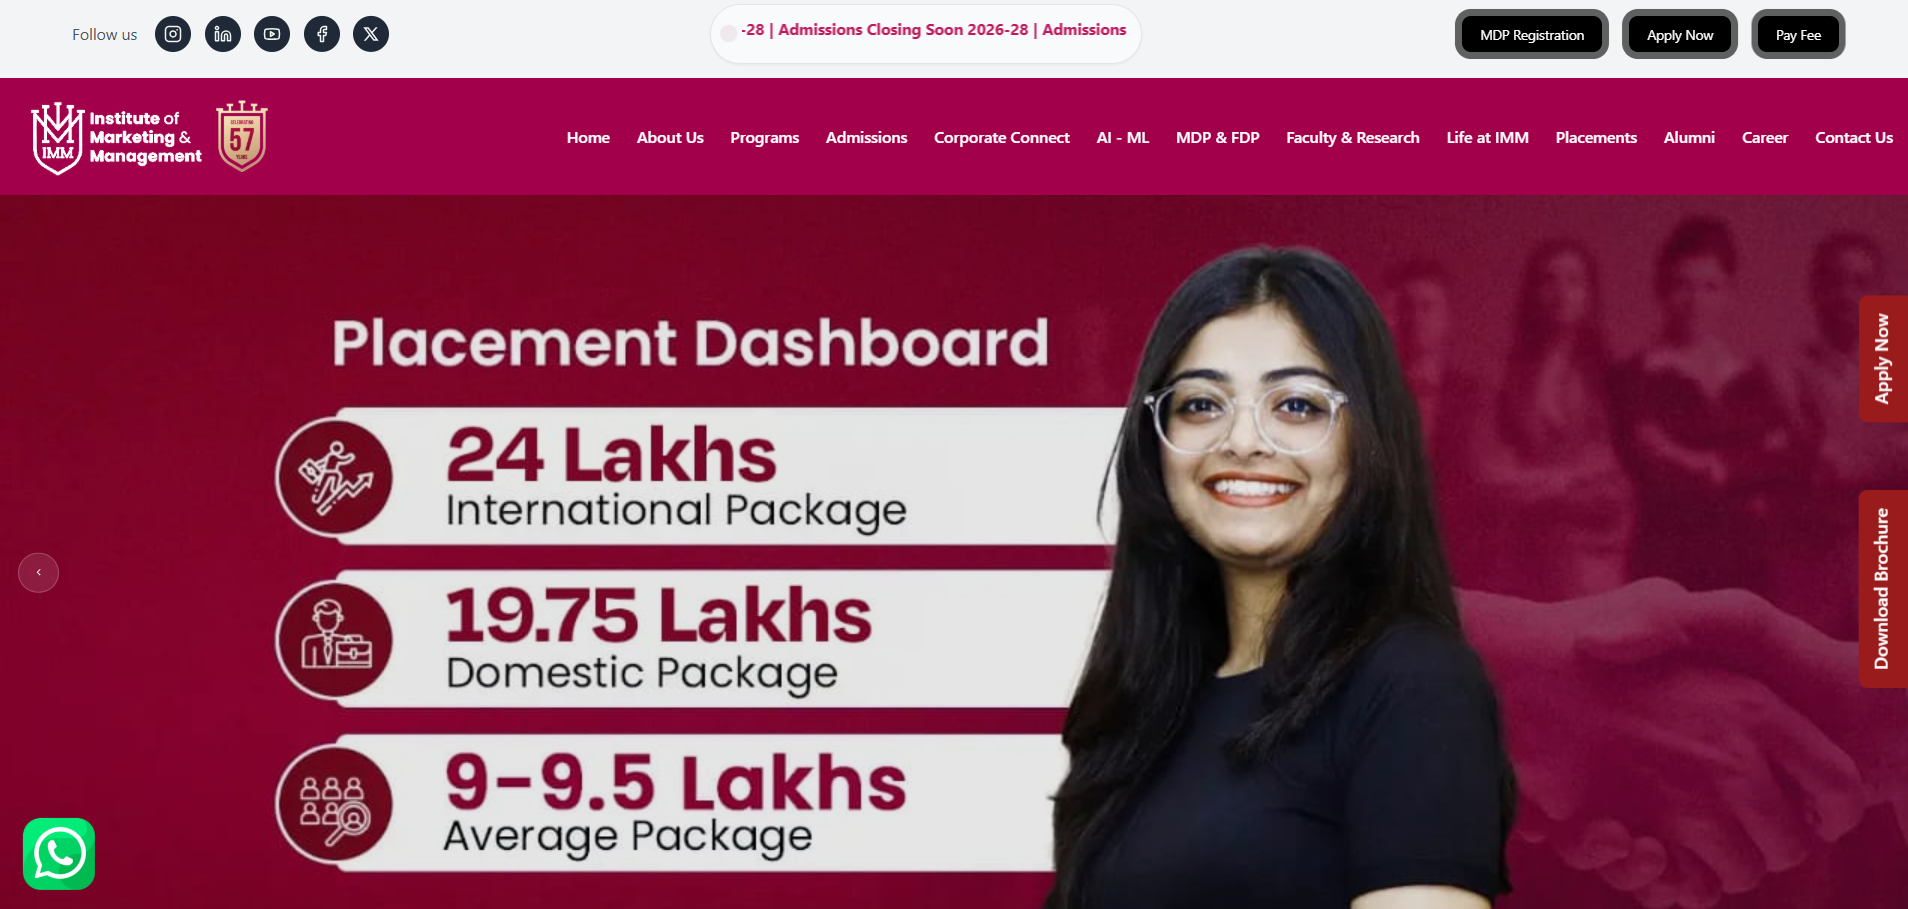 Follow us
-28 | Admissions Closing Soon 2026-28 | Admissions
MDP Registration
Apply Now
Pay Fee
IMM
Institute of
Marketing &
Management
CELEBRATING
57
YEARS
Home
About Us
Programs
Admissions
Corporate Connect
AI - ML
MDP & FDP
Faculty & Research
Life at IMM
Placements
Alumni
Career
Contact Us
Placement Dashboard
24 Lakhs
International Package
19.75 Lakhs
Domestic Package
9-9.5 Lakhs
Average Package
Apply Now
Download Brochure